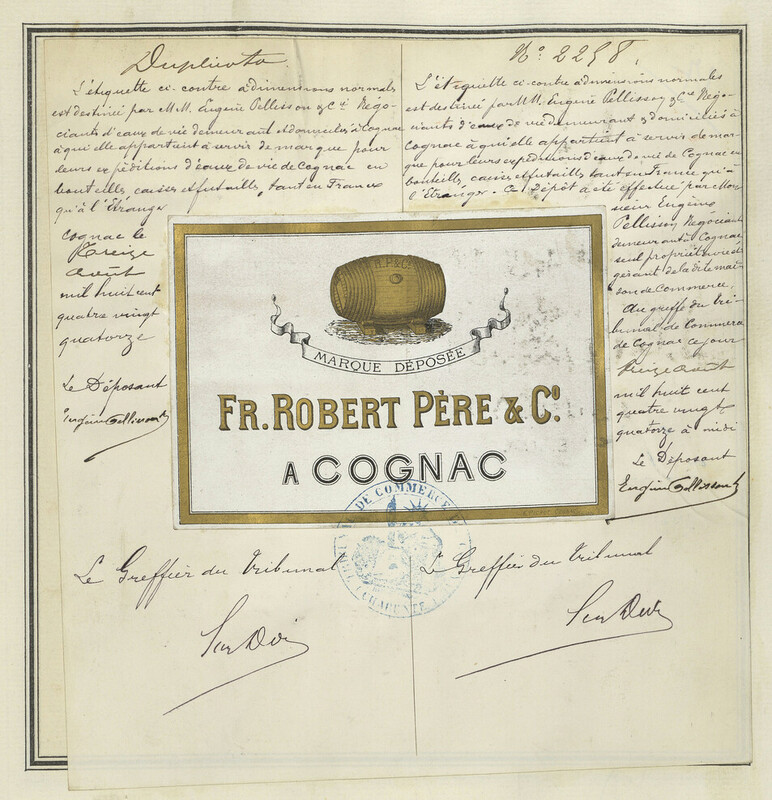 Duplicata
L'étiquette ci-contre à dimensions normales
est destinée par M.M. Eugène Pellisson & Cie Négo-
ciants d'eaux de vie demeurant et domiciliés à Cognac
à qui elle appartient à servir de marque pour
leurs expéditions d'eaux de vie de Cognac en
bouteilles, caisses et futailles, tant en France
qu'à l'Étranger
Cognac le
treize
août
mil huit cent
quatre vingt
quatorze
Le Déposant
Eugène Pellisson
Le Greffier du Tribunal
No. 2258.
L'étiquette ci-contre à dimensions normales
est destinée par M.M. Eugène Pellisson & Cie Négo-
ciants d'eaux de vie demeurant & domiciliés à
Cognac à qui elle appartient à servir de mar-
que pour leurs expéditions d'eaux de vie de Cognac en
bouteilles, caisses et futailles tant en France qu'à
l'Étranger. Ce Dépôt a été effectué par Mon
sieur Eugène
Pellisson Négociant
demeurant à Cognac
seul propriétaire et
gérant de la dite mai-
son de Commerce.
Au greffe du tri-
bunal de Commerce
de Cognac ce jour
treize août
mil huit cent
quatre vingt
quatorze à midi
Le Déposant
Eugène Pellisson
Le Greffier du Tribunal
R.P.&Co.
MARQUE DÉPOSÉE
FR. ROBERT PÈRE & Co.
A COGNAC
DE COMMERCE
CHARENTE